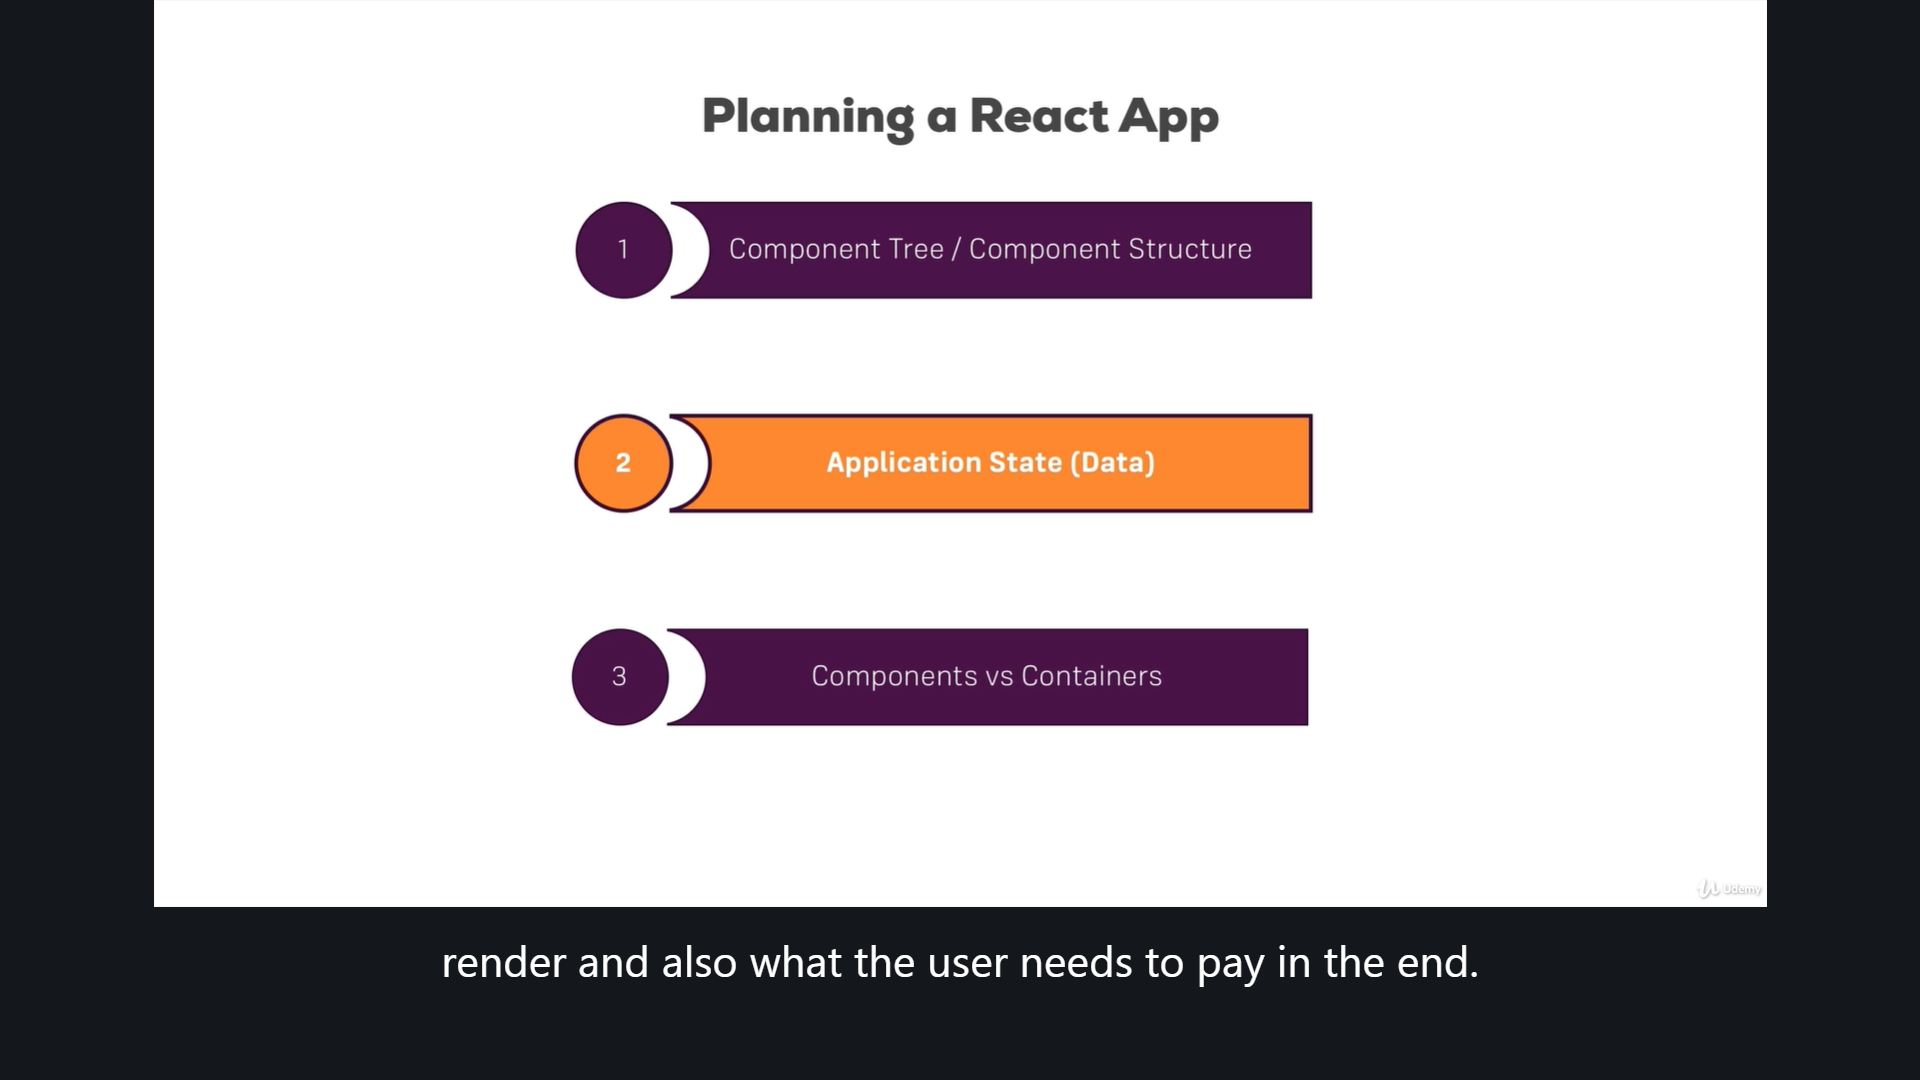 Planning a React App
1
Component Tree / Component Structure
2
Application State (Data)
3
Components vs Containers
Udemy
render and also what the user needs to pay in the end.